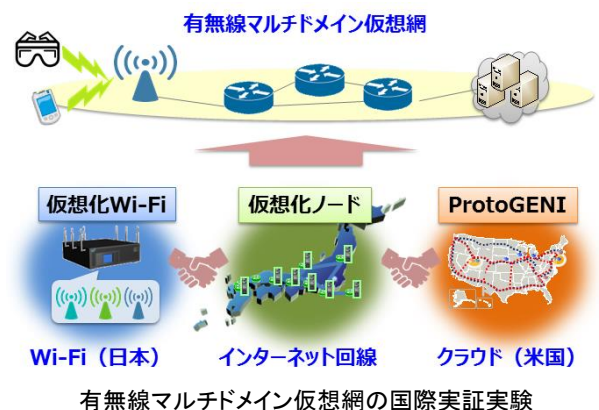 有無線マルチドメイン仮想網
仮想化Wi-Fi
仮想化ノード
ProtoGENI
Wi-Fi（日本）
インターネット回線
クラウド（米国）
有無線マルチドメイン仮想網の国際実証実験